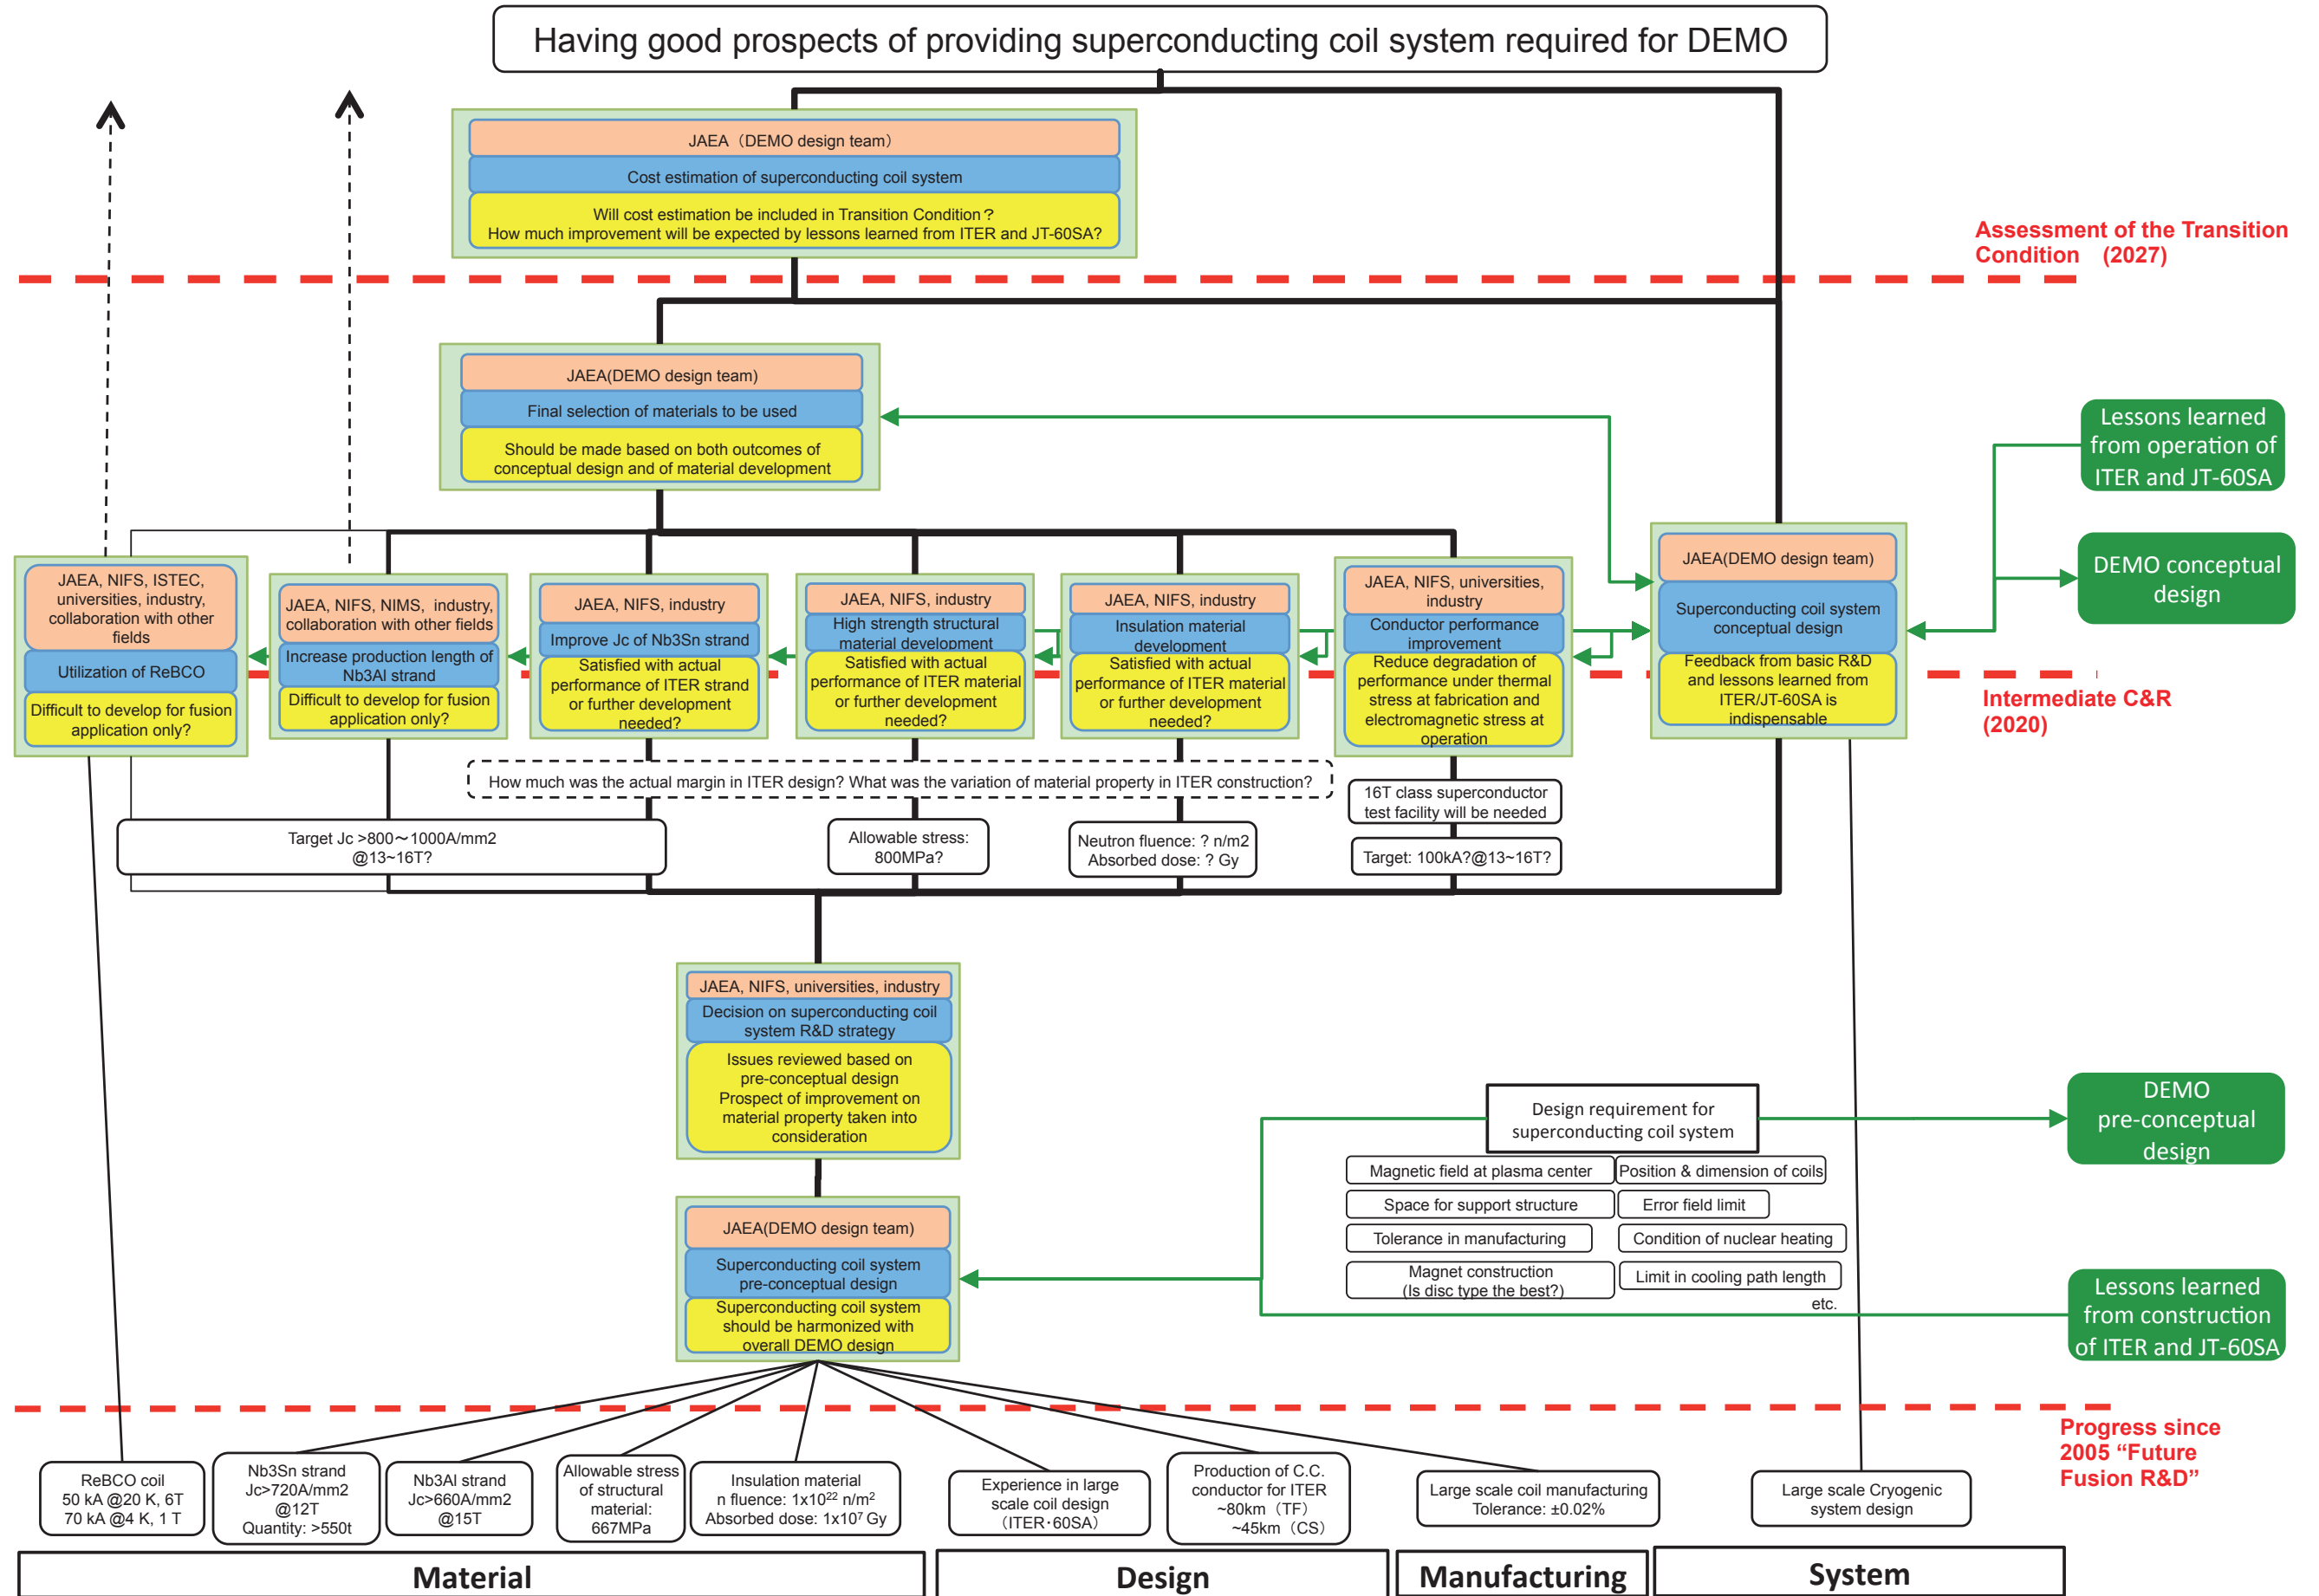 Having good prospects of providing superconducting coil system required for DEMO
JAEA（DEMO design team）
Cost estimation of superconducting coil system
Will cost estimation be included in Transition Condition？
How much improvement will be expected by lessons learned from ITER and JT-60SA?
Assessment of the Transition
Condition (2027)
JAEA(DEMO design team)
Final selection of materials to be used
Should be made based on both outcomes of
conceptual design and of material development
Lessons learned
from operation of
ITER and JT-60SA
DEMO conceptual
design
JAEA, NIFS, ISTEC,
universities, industry,
collaboration with other
fields
Utilization of ReBCO
Difficult to develop for fusion
application only?
JAEA, NIFS, NIMS, industry,
collaboration with other fields
Increase production length of
Nb3Al strand
Difficult to develop for fusion
application only?
JAEA, NIFS, industry
Improve Jc of Nb3Sn strand
Satisfied with actual
performance of ITER strand
or further development
needed?
JAEA, NIFS, industry
High strength structural
material development
Satisfied with actual
performance of ITER material
or further development
needed?
JAEA, NIFS, industry
Insulation material
development
Satisfied with actual
performance of ITER material
or further development
needed?
JAEA, NIFS, universities,
industry
Conductor performance
improvement
Reduce degradation of
performance under thermal
stress at fabrication and
electromagnetic stress at
operation
JAEA(DEMO design team)
Superconducting coil system
conceptual design
Feedback from basic R&D
and lessons learned from
ITER/JT-60SA is
indispensable
Intermediate C&R
(2020)
How much was the actual margin in ITER design? What was the variation of material property in ITER construction?
16T class superconductor
test facility will be needed
Target Jc >800～1000A/mm2
@13~16T?
Allowable stress:
800MPa?
Neutron fluence: ? n/m2
Absorbed dose: ? Gy
Target: 100kA?@13~16T?
JAEA, NIFS, universities, industry
Decision on superconducting coil
system R&D strategy
Issues reviewed based on
pre-conceptual design
Prospect of improvement on
material property taken into
consideration
JAEA(DEMO design team)
Superconducting coil system
pre-conceptual design
Superconducting coil system
should be harmonized with
overall DEMO design
Design requirement for
superconducting coil system
Magnetic field at plasma center
Position & dimension of coils
Space for support structure
Error field limit
Tolerance in manufacturing
Condition of nuclear heating
Magnet construction
(Is disc type the best?)
Limit in cooling path length
etc.
DEMO
pre-conceptual
design
Lessons learned
from construction
of ITER and JT-60SA
Progress since
2005 “Future
Fusion R&D”
ReBCO coil
50 kA @20 K, 6T
70 kA @4 K, 1 T
Nb3Sn strand
Jc>720A/mm2
@12T
Quantity: >550t
Nb3Al strand
Jc>660A/mm2
@15T
Allowable stress
of structural
material:
667MPa
Insulation material
n fluence: 1x10²² n/m²
Absorbed dose: 1x10⁷ Gy
Experience in large
scale coil design
（ITER･60SA）
Production of C.C.
conductor for ITER
~80km（TF）
~45km（CS）
Large scale coil manufacturing
Tolerance: ±0.02%
Large scale Cryogenic
system design
Material
Design
Manufacturing
System